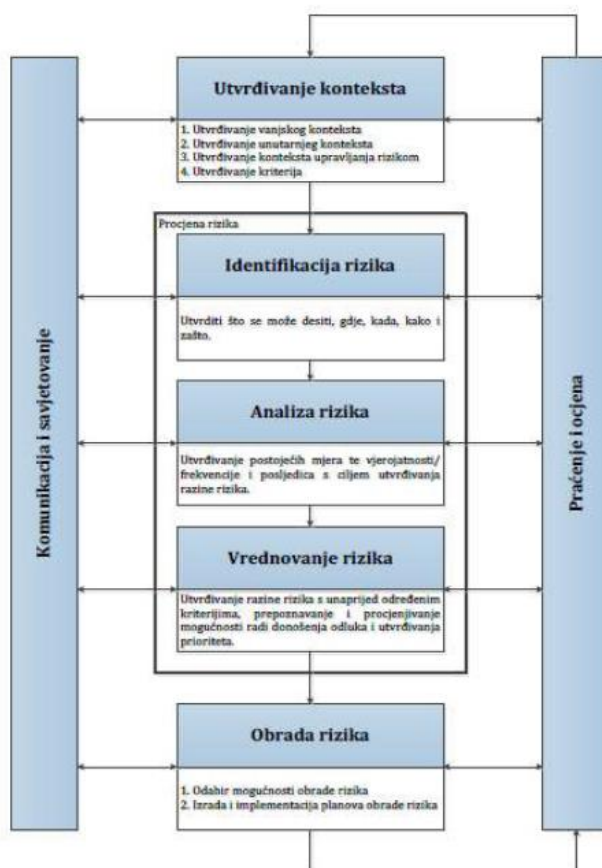 Utvrđivanje konteksta
1. Utvrđivanje vanjskog konteksta
2. Utvrđivanje unutarnjeg konteksta
3. Utvrđivanje konteksta upravljanja rizikom
4. Utvrđivanje kriterija
Procjena rizika
Identifikacija rizika
Utvrditi što se može desiti, gdje, kada, kako i
zašto.
Analiza rizika
Utvrđivanje postojećih mjera te vjerojatnosti/
frekvencije i posljedica s ciljem utvrđivanja
razine rizika.
Vrednovanje rizika
Utvrđivanje razine rizika s unaprijed određenim
kriterijima, prepoznavanje i procjenjivanje
mogućnosti radi donošenja odluka i utvrđivanja
prioriteta.
Obrada rizika
1. Odabir mogućnosti obrade rizika
2. Izrada i implementacija planova obrade rizika
Komunikacija i savjetovanje
Praćenje i ocjena